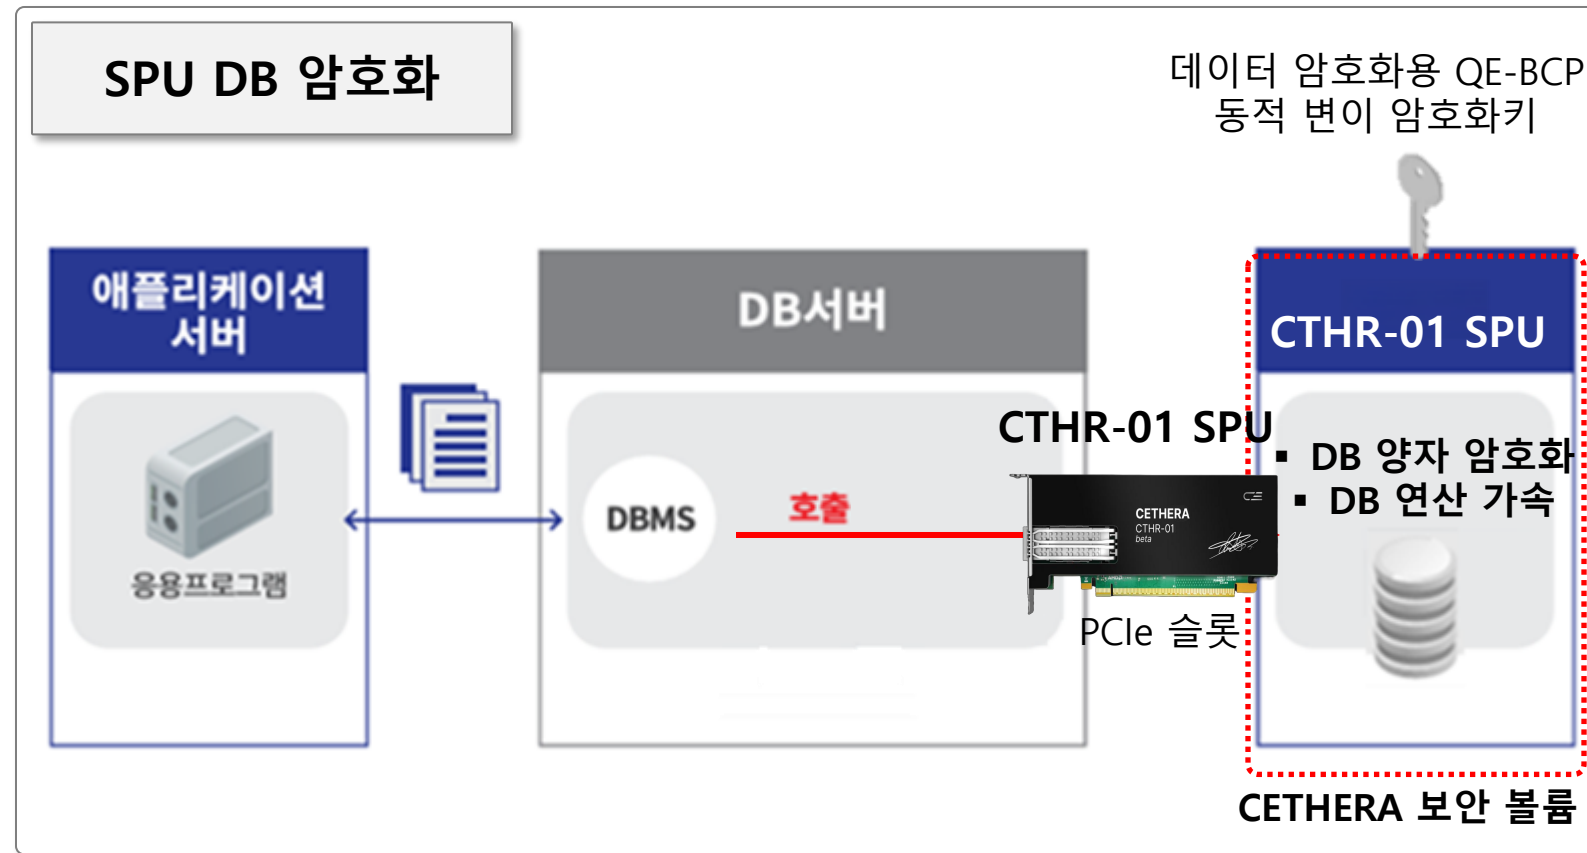 SPU DB 암호화
데이터 암호화용 QE-BCP
동적 변이 암호화키
애플리케이션
서버
응용프로그램
DB서버
DBMS
호출
CTHR-01 SPU
CETHERA
CTHR-01
beta
PCIe 슬롯
CTHR-01 SPU
▪ DB 양자 암호화
▪ DB 연산 가속
CETHERA 보안 볼륨